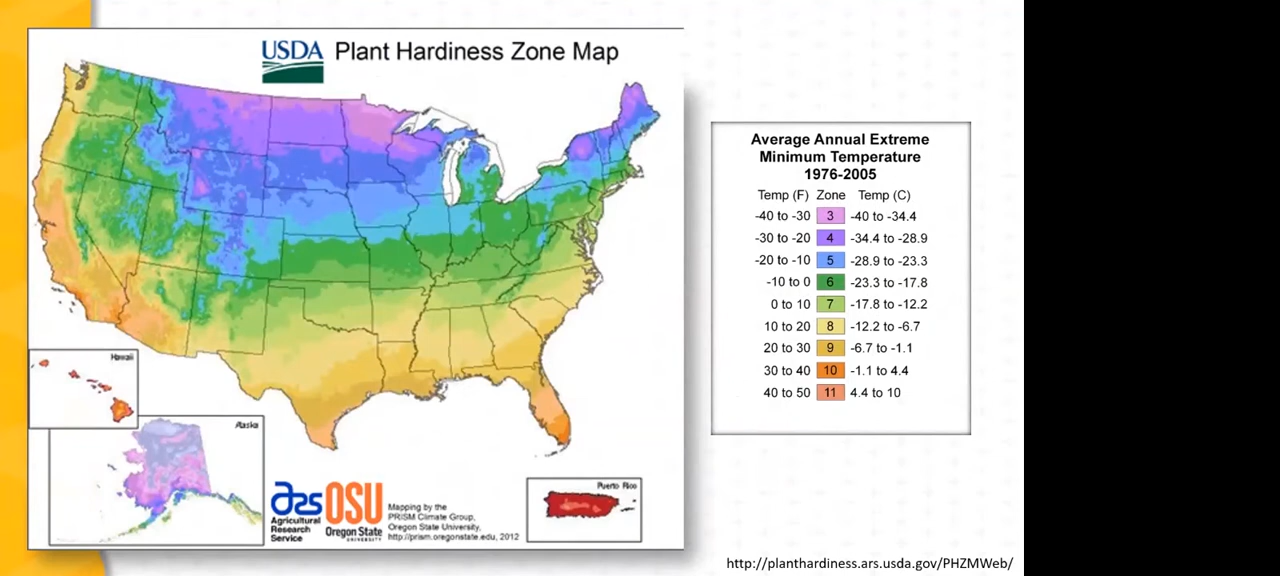 USDA
Plant Hardiness Zone Map
Average Annual Extreme
Minimum Temperature
1976-2005
Temp (F) Zone Temp (C)
-40 to -30 3 -40 to -34.4
-30 to -20 4 -34.4 to -28.9
-20 to -10 5 -28.9 to -23.3
-10 to 0 6 -23.3 to -17.8
0 to 10 7 -17.8 to -12.2
10 to 20 8 -12.2 to -6.7
20 to 30 9 -6.7 to -1.1
30 to 40 10 -1.1 to 4.4
40 to 50 11 4.4 to 10
Hawaii
Alaska
ars
Agricultural
Research
Service
OSU
Oregon State
UNIVERSITY
Mapping by the
PRISM Climate Group,
Oregon State University,
http://prism.oregonstate.edu, 2012
Puerto Rico
http://planthardiness.ars.usda.gov/PHZMWeb/